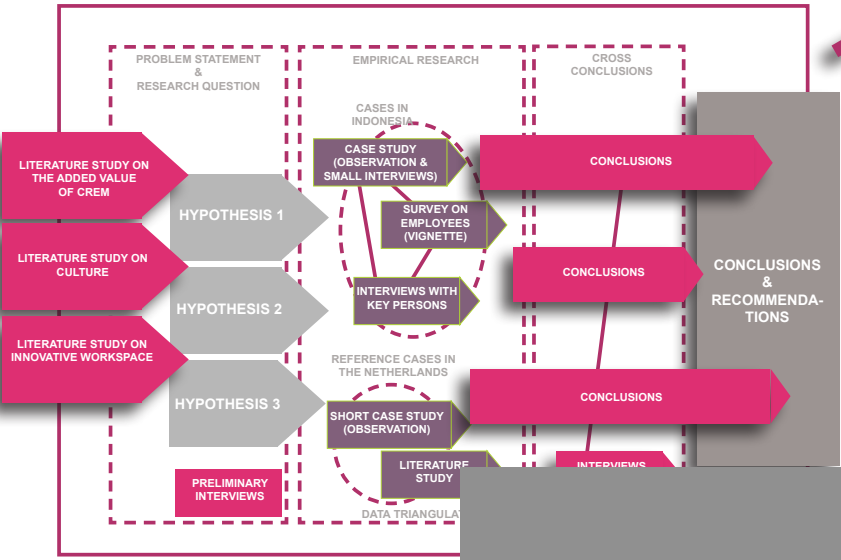 PROBLEM STATEMENT
&
RESEARCH QUESTION
EMPIRICAL RESEARCH
CROSS
CONCLUSIONS
LITERATURE STUDY ON
THE ADDED VALUE
OF CREM
LITERATURE STUDY ON
CULTURE
LITERATURE STUDY ON
INNOVATIVE WORKSPACE
HYPOTHESIS 1
HYPOTHESIS 2
HYPOTHESIS 3
PRELIMINARY
INTERVIEWS
CASES IN
INDONESIA
CASE STUDY
(OBSERVATION &
SMALL INTERVIEWS)
SURVEY ON
EMPLOYEES
(VIGNETTE)
INTERVIEWS WITH
KEY PERSONS
REFERENCE CASES IN
THE NETHERLANDS
SHORT CASE STUDY
(OBSERVATION)
LITERATURE
STUDY
CONCLUSIONS
CONCLUSIONS
CONCLUSIONS
INTERVIEWS
CONCLUSIONS
&
RECOMMENDA-
TIONS
DATA